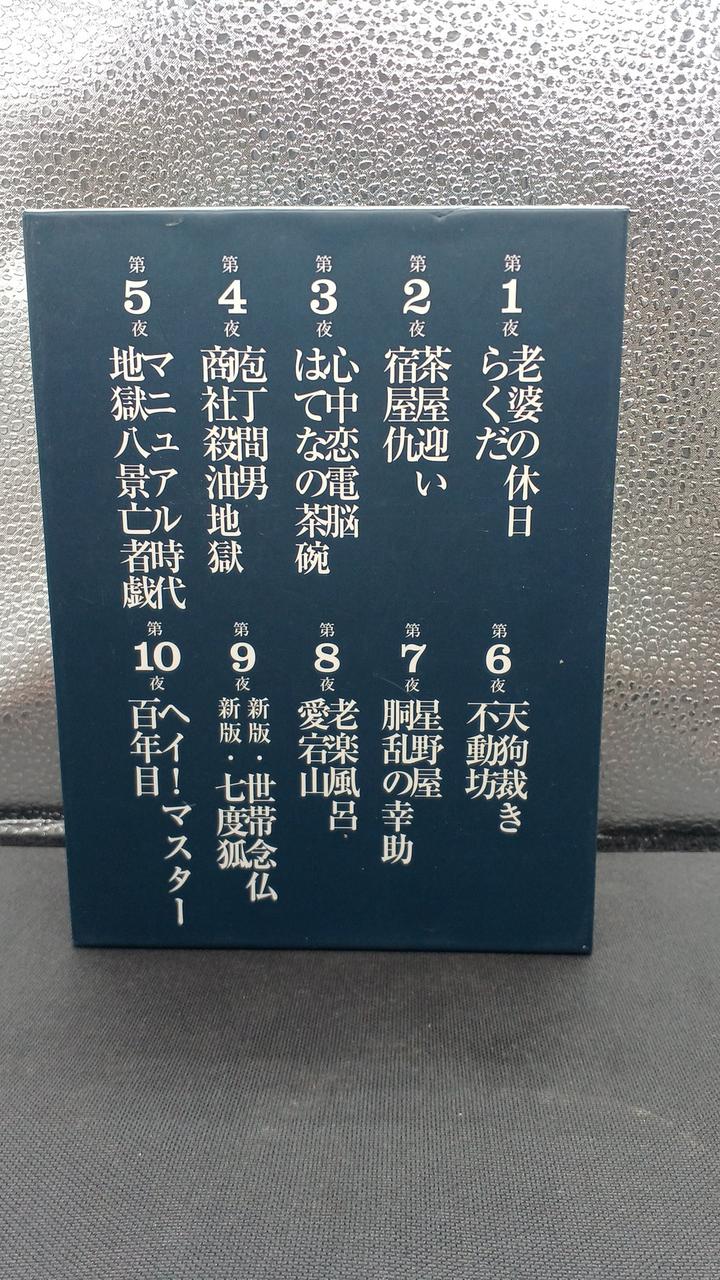 第1夜
老婆の休日
らくだ
第2夜
茶屋迎い
宿屋仇
第3夜
心中恋電脳
はてなの茶碗
第4夜
庖丁間男
商社殺油地獄
第5夜
マニュアル時代
地獄八景亡者戯
第6夜
天狗裁き
不動坊
第7夜
星野屋
胴乱の幸助
第8夜
老楽風呂
愛宕山
第9夜
新版・世帯念仏
新版・七度狐
第10夜
ヘイ!マスター
百年目